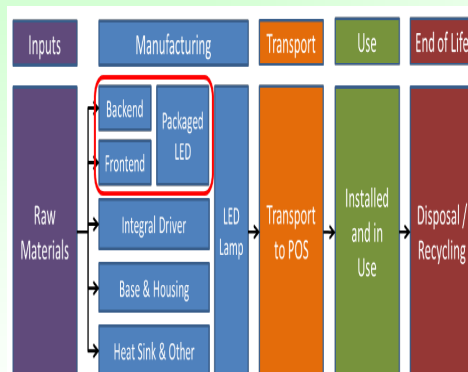 Inputs
Manufacturing
Transport
Use
End of Life
Raw
Materials
Backend
Frontend
Packaged
LED
Integral Driver
Base & Housing
Heat Sink & Other
LED
Lamp
Transport
to POS
Installed
and in
Use
Disposal /
Recycling